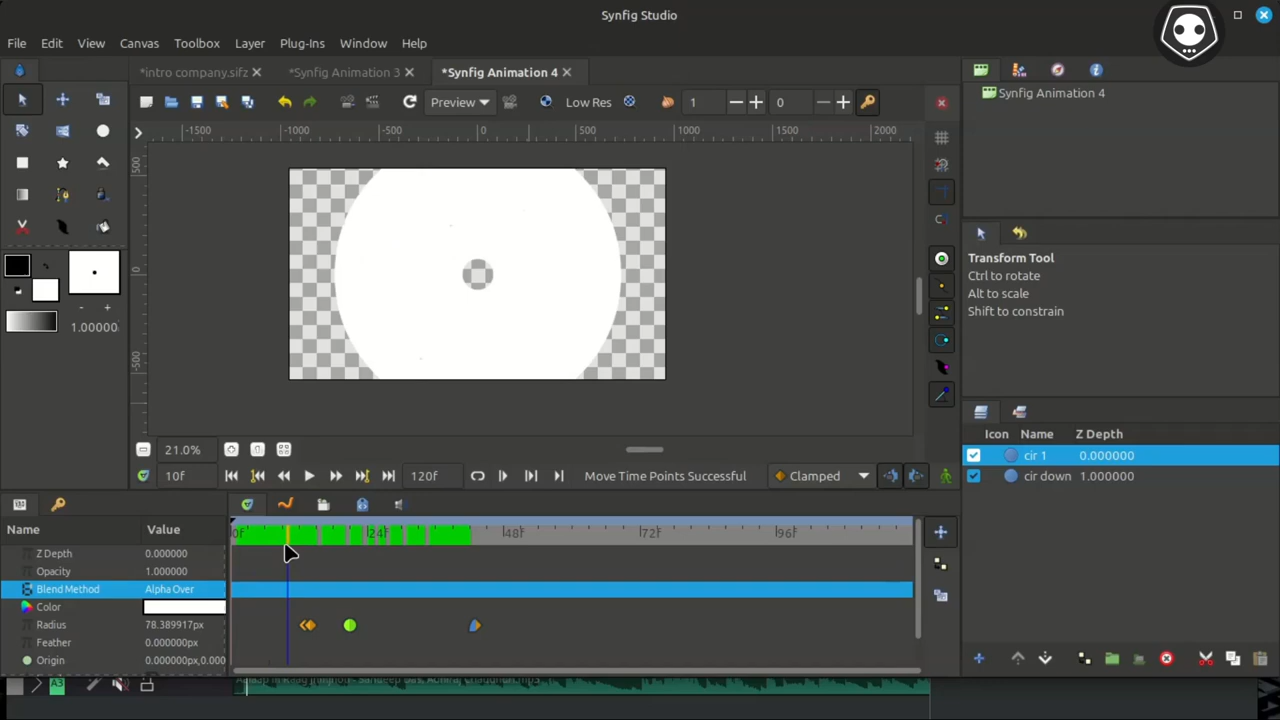 Synfig Studio
File Edit View Canvas Toolbox Layer Plug-Ins Window Help
*intro company.sifz *Synfig Animation 3 *Synfig Animation 4
Preview Low Res 1 0
Synfig Animation 4
-1500 -1000 -500 0 500 1000 1500 2000
500
0
-500
Transform Tool
Ctrl to rotate
Alt to scale
Shift to constrain
1.00000
Icon Name Z Depth
cir 1 0.000000
cir down 1.000000
21.0%
10f 120f Move Time Points Successful Clamped
Name Value
0f 24f 48f 72f 96f
Z Depth 0.000000
Opacity 1.000000
Blend Method Alpha Over
Color
Radius 78.389917px
Feather 0.000000px
Origin 0.000000px,0.000
A3